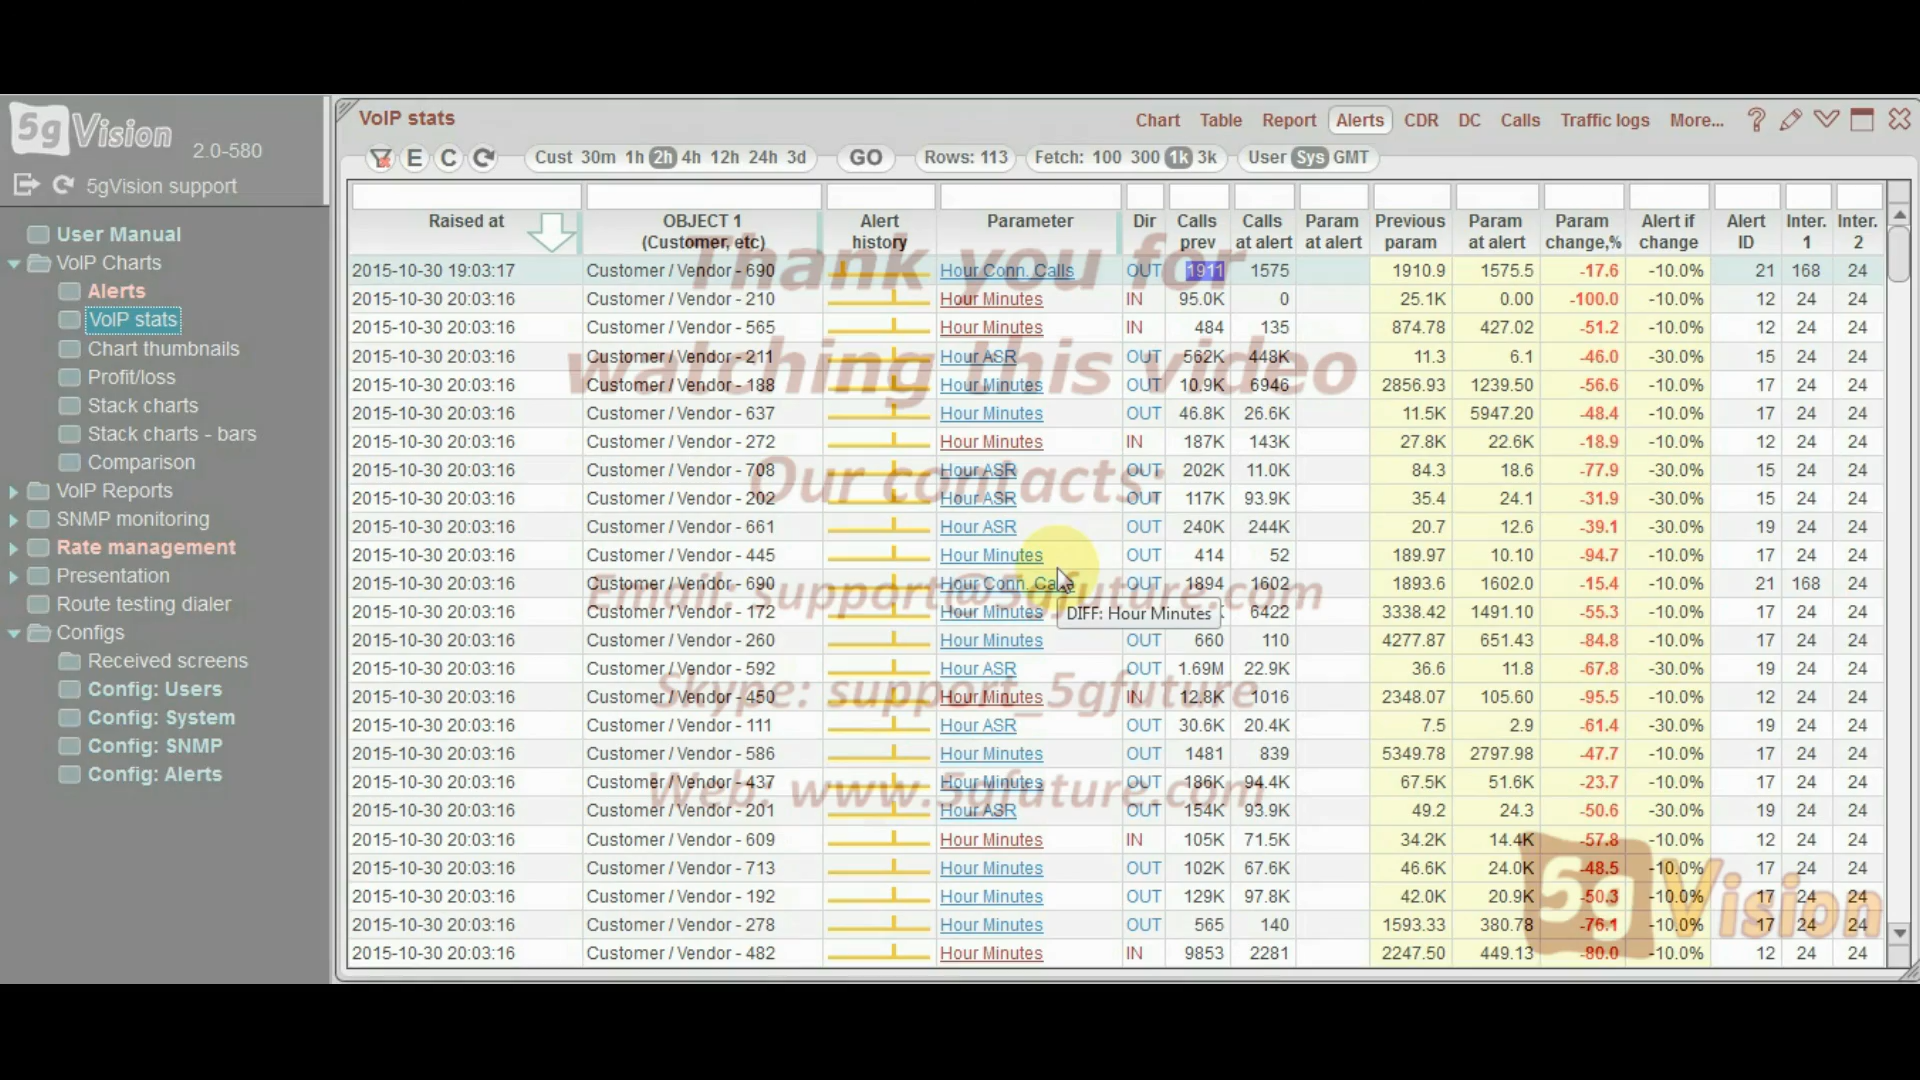 5g Vision 2.0-580
5gVision support
User Manual
VoIP Charts
Alerts
VoIP stats
Chart thumbnails
Profit/loss
Stack charts
Stack charts - bars
Comparison
VoIP Reports
SNMP monitoring
Rate management
Presentation
Route testing dialer
Configs
Received screens
Config: Users
Config: System
Config: SNMP
Config: Alerts
VoIP stats Chart Table Report Alerts CDR DC Calls Traffic logs More... ?
E C Cust 30m 1h 2h 4h 12h 24h 3d GO Rows: 113 Fetch: 100 300 1k 3k User Sys GMT
Raised at OBJECT 1 (Customer, etc) Alert history Parameter Dir Calls prev Calls at alert Param at alert Previous param Param at alert Param change,% Alert if change Alert ID Inter. 1 Inter. 2
2015-10-30 19:03:17 Customer / Vendor - 690 Hour Conn. Calls OUT 1911 1575 1910.9 1575.5 -17.6 -10.0% 21 168 24
2015-10-30 20:03:16 Customer / Vendor - 210 Hour Minutes IN 95.0K 0 25.1K 0.00 -100.0 -10.0% 12 24 24
2015-10-30 20:03:16 Customer / Vendor - 565 Hour Minutes IN 484 135 874.78 427.02 -51.2 -10.0% 12 24 24
2015-10-30 20:03:16 Customer / Vendor - 211 Hour ASR OUT 562K 448K 11.3 6.1 -46.0 -30.0% 15 24 24
2015-10-30 20:03:16 Customer / Vendor - 188 Hour Minutes OUT 10.9K 6946 2856.93 1239.50 -56.6 -10.0% 17 24 24
2015-10-30 20:03:16 Customer / Vendor - 637 Hour Minutes OUT 46.8K 26.6K 11.5K 5947.20 -48.4 -10.0% 17 24 24
2015-10-30 20:03:16 Customer / Vendor - 272 Hour Minutes IN 187K 143K 27.8K 22.6K -18.9 -10.0% 12 24 24
2015-10-30 20:03:16 Customer / Vendor - 708 Hour ASR OUT 202K 11.0K 84.3 18.6 -77.9 -30.0% 15 24 24
2015-10-30 20:03:16 Customer / Vendor - 202 Hour ASR OUT 117K 93.9K 35.4 24.1 -31.9 -30.0% 15 24 24
2015-10-30 20:03:16 Customer / Vendor - 661 Hour ASR OUT 240K 244K 20.7 12.6 -39.1 -30.0% 19 24 24
2015-10-30 20:03:16 Customer / Vendor - 445 Hour Minutes OUT 414 52 189.97 10.10 -94.7 -10.0% 17 24 24
2015-10-30 20:03:16 Customer / Vendor - 690 Hour Conn. Calls OUT 1894 1602 1893.6 1602.0 -15.4 -10.0% 21 168 24
2015-10-30 20:03:16 Customer / Vendor - 172 Hour Minutes 6422 3338.42 1491.10 -55.3 -10.0% 17 24 24
DIFF: Hour Minutes
2015-10-30 20:03:16 Customer / Vendor - 260 Hour Minutes OUT 660 110 4277.87 651.43 -84.8 -10.0% 17 24 24
2015-10-30 20:03:16 Customer / Vendor - 592 Hour ASR OUT 1.69M 22.9K 36.6 11.8 -67.8 -30.0% 19 24 24
2015-10-30 20:03:16 Customer / Vendor - 450 Hour Minutes IN 12.8K 1016 2348.07 105.60 -95.5 -10.0% 12 24 24
2015-10-30 20:03:16 Customer / Vendor - 111 Hour ASR OUT 30.6K 20.4K 7.5 2.9 -61.4 -30.0% 19 24 24
2015-10-30 20:03:16 Customer / Vendor - 586 Hour Minutes OUT 1481 839 5349.78 2797.98 -47.7 -10.0% 17 24 24
2015-10-30 20:03:16 Customer / Vendor - 437 Hour Minutes OUT 186K 94.4K 67.5K 51.6K -23.7 -10.0% 17 24 24
2015-10-30 20:03:16 Customer / Vendor - 201 Hour ASR OUT 154K 93.9K 49.2 24.3 -50.6 -30.0% 19 24 24
2015-10-30 20:03:16 Customer / Vendor - 609 Hour Minutes IN 105K 71.5K 34.2K 14.4K -57.8 -10.0% 12 24 24
2015-10-30 20:03:16 Customer / Vendor - 713 Hour Minutes OUT 102K 67.6K 46.6K 24.0K -48.5 -10.0% 17 24 24
2015-10-30 20:03:16 Customer / Vendor - 192 Hour Minutes OUT 129K 97.8K 42.0K 20.9K -50.3 -10.0% 17 24 24
2015-10-30 20:03:16 Customer / Vendor - 278 Hour Minutes OUT 565 140 1593.33 380.78 -76.1 -10.0% 17 24 24
2015-10-30 20:03:16 Customer / Vendor - 482 Hour Minutes IN 9853 2281 2247.50 449.13 -80.0 -10.0% 12 24 24
Thank you for
watching this video
Our contacts:
Email: support@5gfuture.com
Skype: support_5gfuture
Web: www.5gfuture.com
5g Vision